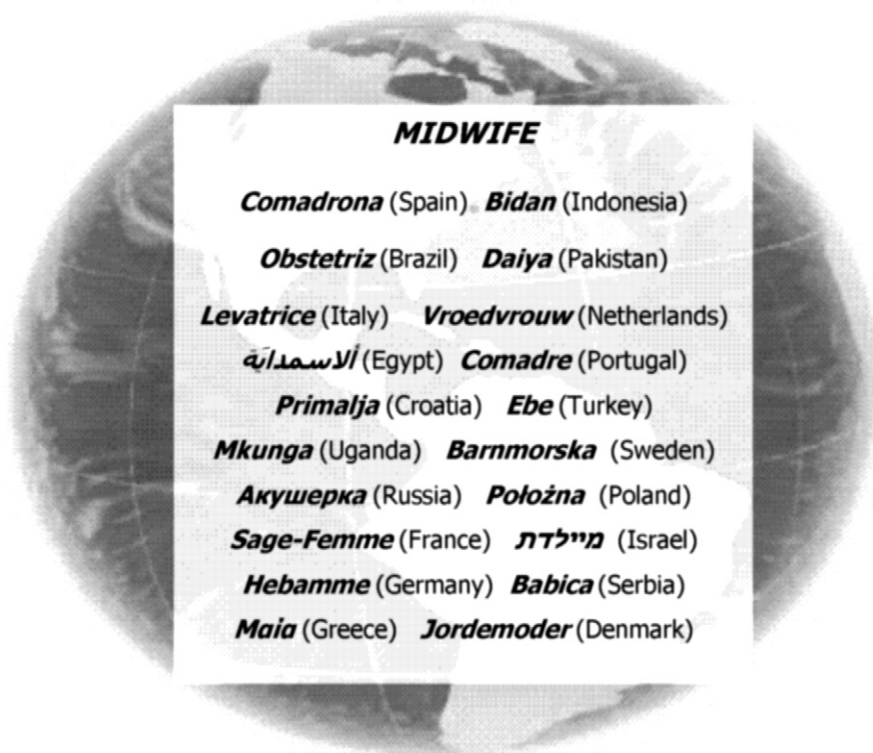 MIDWIFE
Comadrona (Spain) Bidan (Indonesia)
Obstetriz (Brazil) Daiya (Pakistan)
Levatrice (Italy) Vroedvrouw (Netherlands)
ألاسمدايَة (Egypt) Comadre (Portugal)
Primalja (Croatia) Ebe (Turkey)
Mkunga (Uganda) Barnmorska (Sweden)
Акушерка (Russia) Położna (Poland)
Sage-Femme (France) מיילדת (Israel)
Hebamme (Germany) Babica (Serbia)
Μαία (Greece) Jordemoder (Denmark)